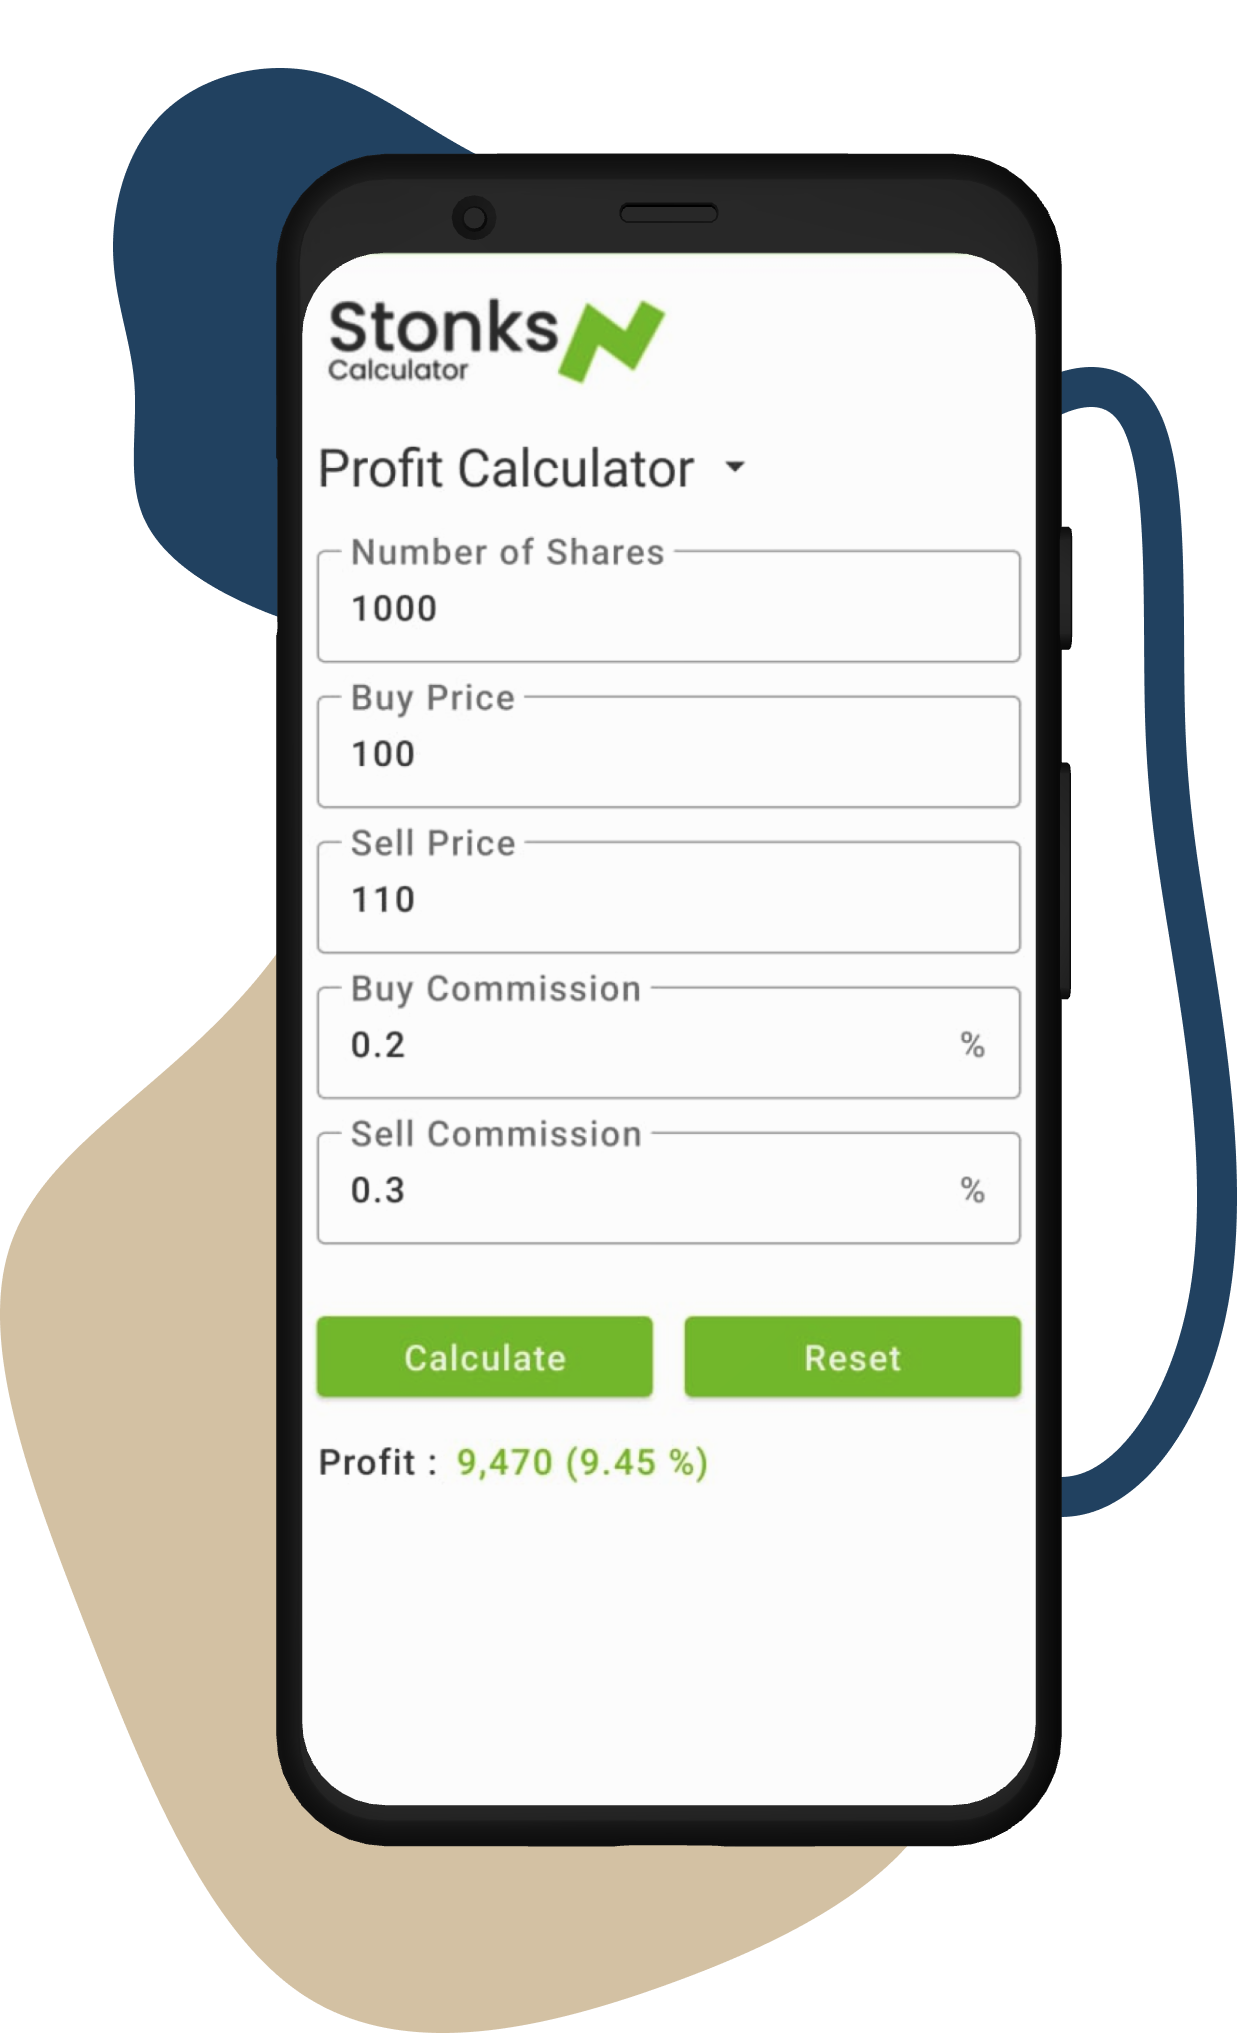 Stonks
Calculator
Profit Calculator
Number of Shares
1000
Buy Price
100
Sell Price
110
Buy Commission
0.2 %
Sell Commission
0.3 %
Calculate Reset
Profit : 9,470 (9.45 %)